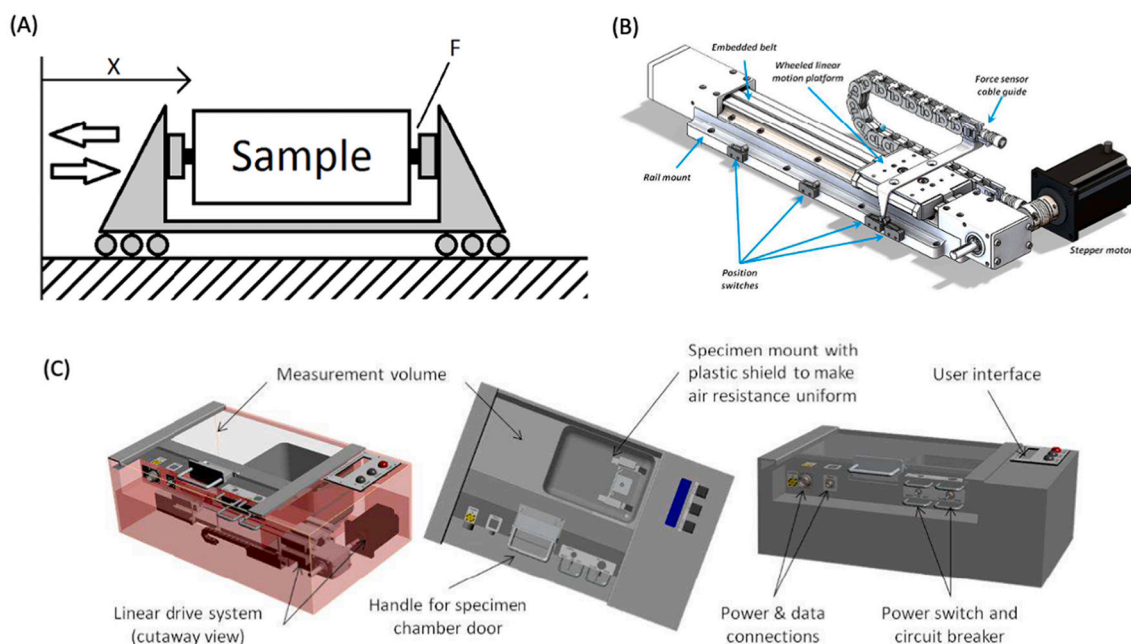 (A)
X
F
Sample
(B)
Embedded belt
Wheeled linear
motion platform
Force sensor
cable guide
Rail mount
Position
switches
Stepper motor
(C)
Measurement volume
Specimen mount with
plastic shield to make
air resistance uniform
User interface
Linear drive system
(cutaway view)
Handle for specimen
chamber door
Power & data
connections
Power switch and
circuit breaker